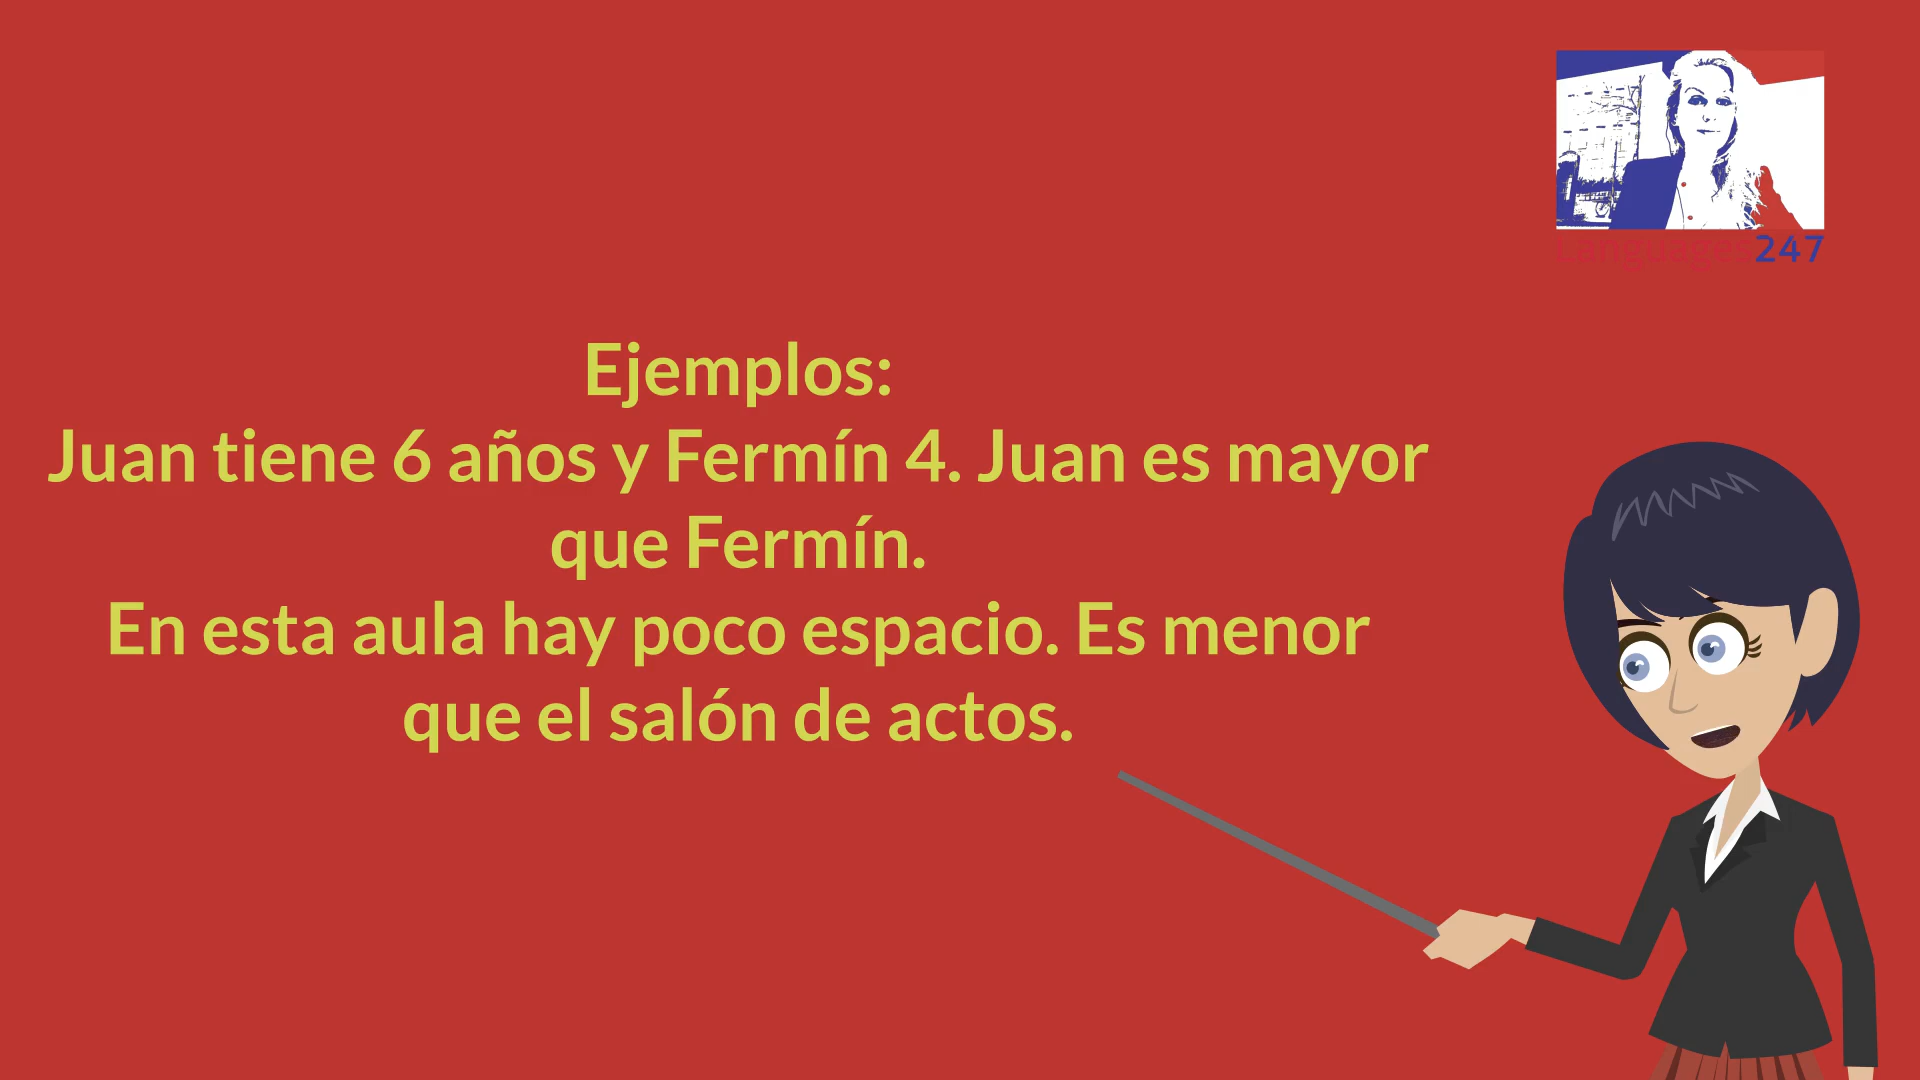 Languages247
Ejemplos:
Juan tiene 6 años y Fermín 4. Juan es mayor
que Fermín.
En esta aula hay poco espacio. Es menor
que el salón de actos.